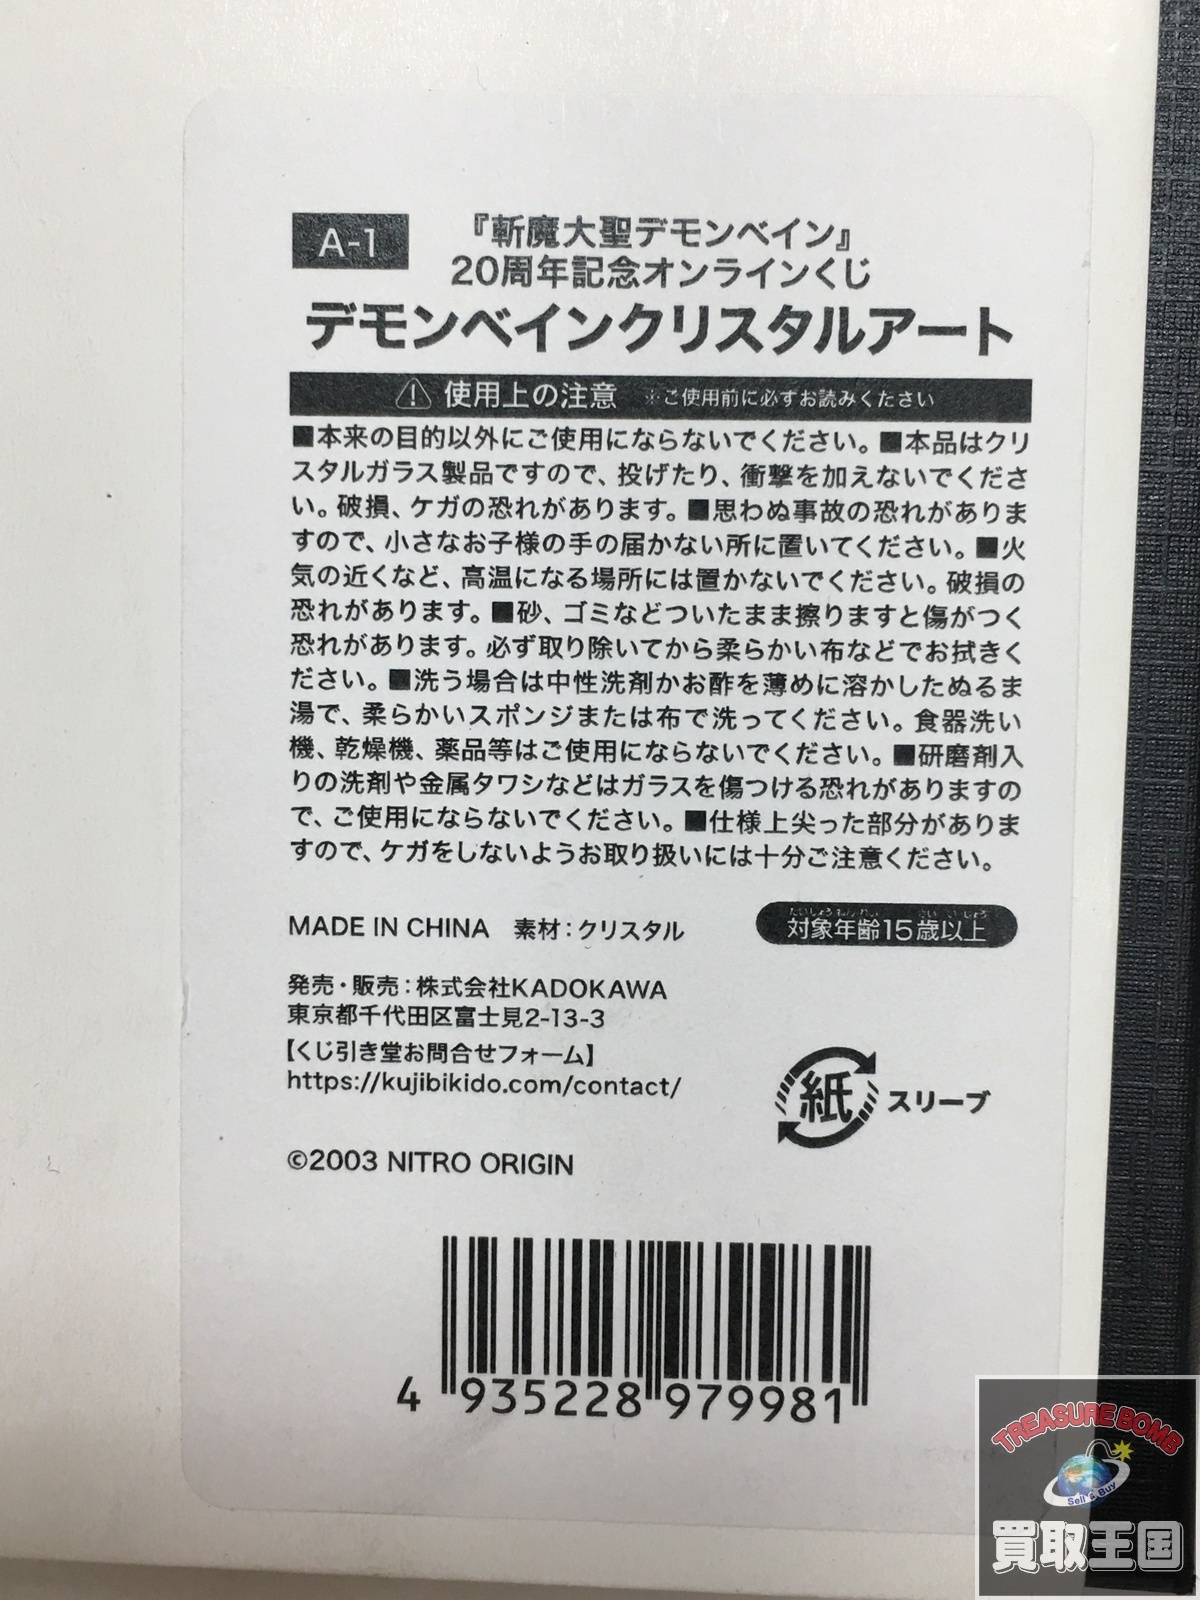 A-1
『斬魔大聖デモンベイン』
20周年記念オンラインくじ
デモンベインクリスタルアート
使用上の注意 ※ご使用前に必ずお読みください
■本来の目的以外にご使用にならないでください。■本品はクリ
スタルガラス製品ですので、投げたり、衝撃を加えないでくださ
い。破損、ケガの恐れがあります。■思わぬ事故の恐れがありま
すので、小さなお子様の手の届かない所に置いてください。■火
気の近くなど、高温になる場所には置かないでください。破損の
恐れがあります。■砂、ゴミなどついたまま擦りますと傷がつく
恐れがあります。必ず取り除いてから柔らかい布などでお拭きく
ださい。■洗う場合は中性洗剤かお酢を薄めに溶かしたぬるま
湯で、柔らかいスポンジまたは布で洗ってください。食器洗い
機、乾燥機、薬品等はご使用にならないでください。■研磨剤入
りの洗剤や金属タワシなどはガラスを傷つける恐れがありますの
で、ご使用にならないでください。■仕様上尖った部分がありま
すので、ケガをしないようお取り扱いには十分ご注意ください。
MADE IN CHINA 素材:クリスタル
たいしょうねんれい さいいじょう
対象年齢15歳以上
発売・販売:株式会社KADOKAWA
東京都千代田区富士見2-13-3
【くじ引き堂お問合せフォーム】
https://kujibikido.com/contact/
紙 スリーブ
©2003 NITRO ORIGIN
4 935228 979981
TREASURE BOMB
Sell & Buy
買取王国